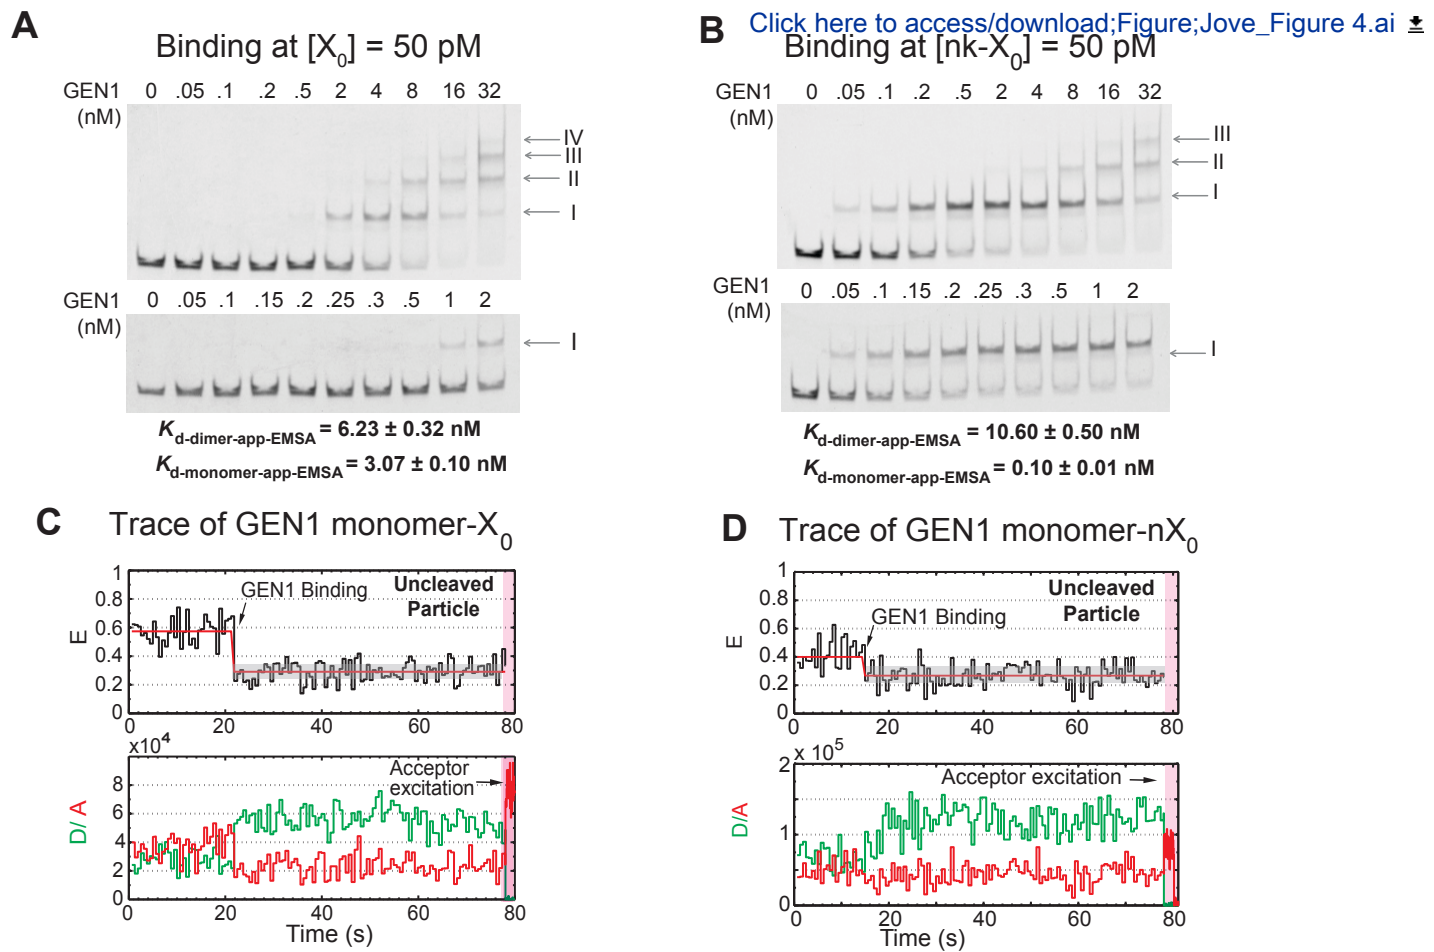 Click here to access/download;Figure;Jove_Figure 4.ai
A
Binding at [X0] = 50 pM
GEN1 (nM)
0 .05 .1 .2 .5 2 4 8 16 32
IV
III
II
I
GEN1 (nM)
0 .05 .1 .15 .2 .25 .3 .5 1 2
I
Kd-dimer-app-EMSA = 6.23 ± 0.32 nM
Kd-monomer-app-EMSA = 3.07 ± 0.10 nM
B
Binding at [nk-X0] = 50 pM
GEN1 (nM)
0 .05 .1 .2 .5 2 4 8 16 32
III
II
I
GEN1 (nM)
0 .05 .1 .15 .2 .25 .3 .5 1 2
I
Kd-dimer-app-EMSA = 10.60 ± 0.50 nM
Kd-monomer-app-EMSA = 0.10 ± 0.01 nM
C
Trace of GEN1 monomer-X0
1
0.8
0.6
0.4
0.2
0
E
GEN1 Binding
Uncleaved
Particle
0 20 40 60 80
x104
8
6
4
2
0
D/ A
Acceptor
excitation
0 20 40 60 80
Time (s)
D
Trace of GEN1 monomer-nX0
1
0.8
0.6
0.4
0.2
0
E
GEN1 Binding
Uncleaved
Particle
0 20 40 60 80
x 105
2
1
0
D/A
Acceptor excitation
0 20 40 60 80
Time (s)